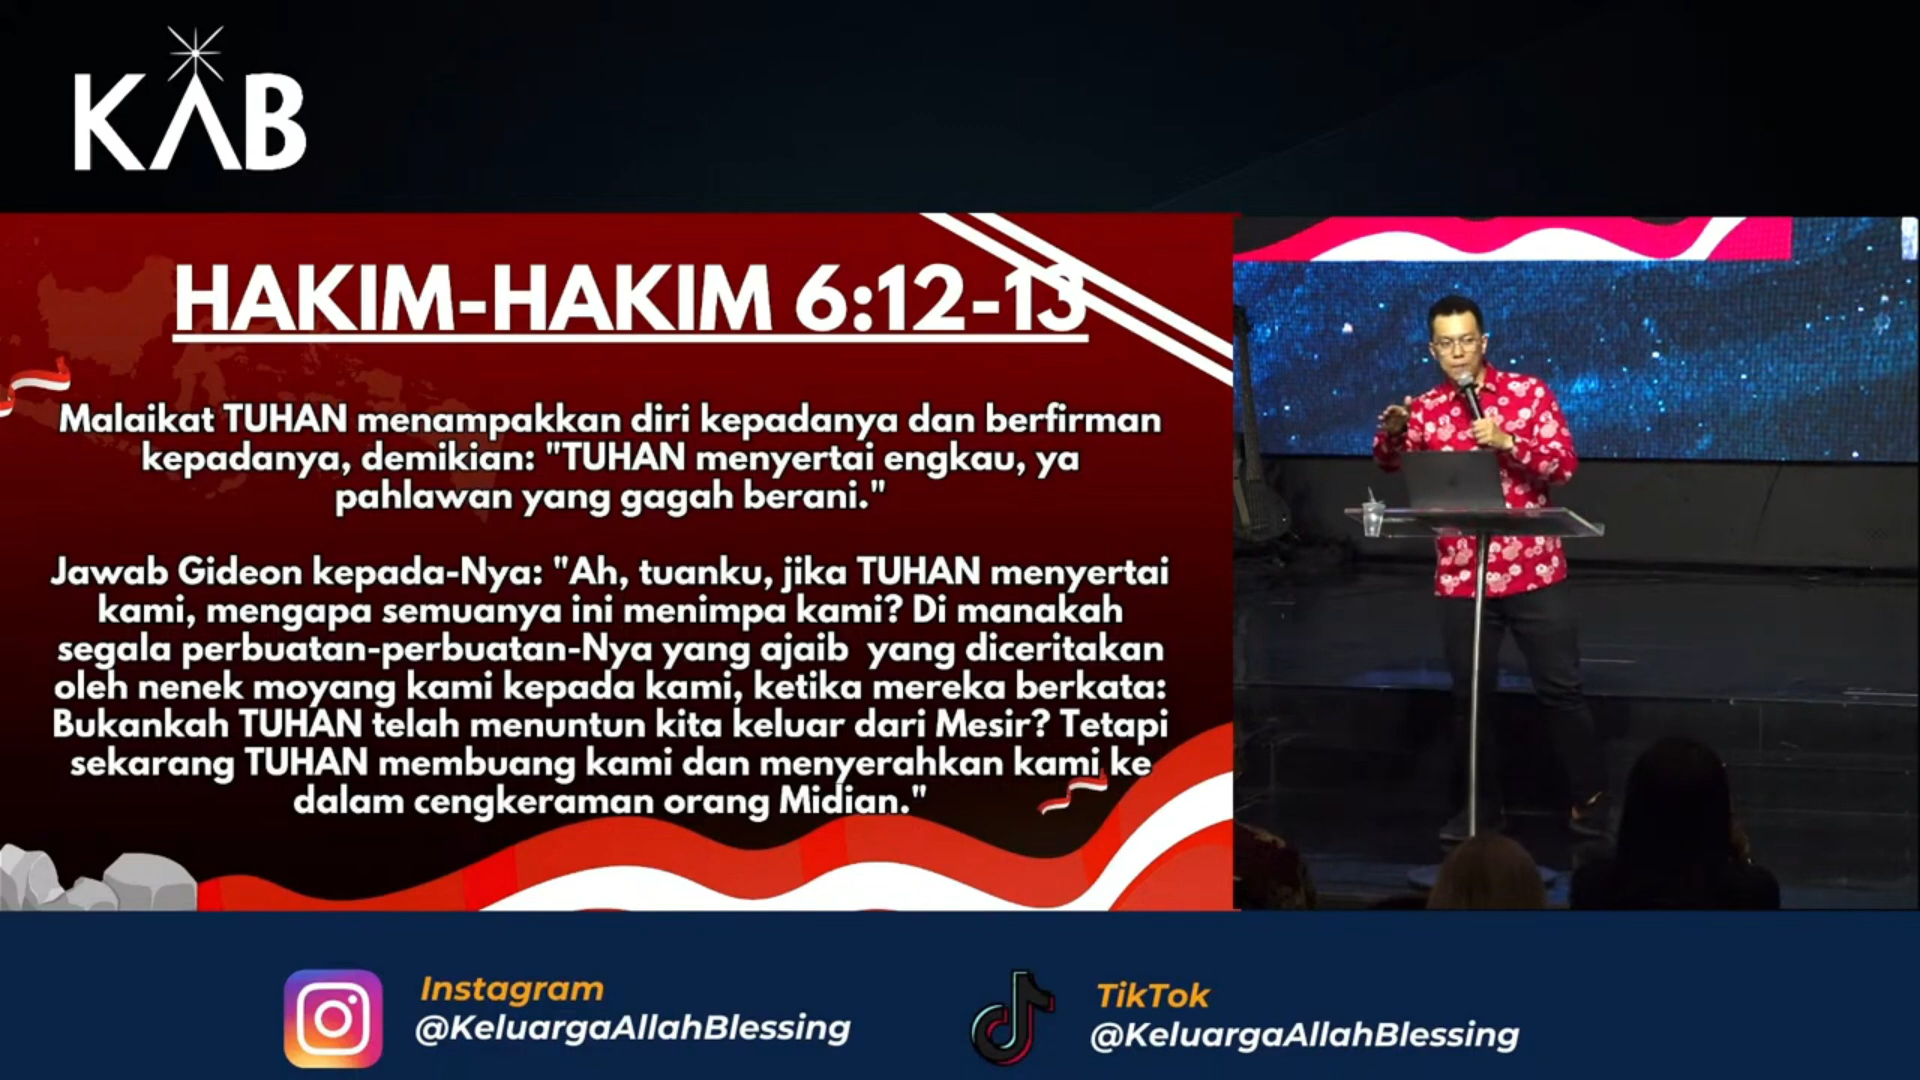 KAB
HAKIM-HAKIM 6:12-13
Malaikat TUHAN menampakkan diri kepadanya dan berfirman
kepadanya, demikian: "TUHAN menyertai engkau, ya
pahlawan yang gagah berani."
Jawab Gideon kepada-Nya: "Ah, tuanku, jika TUHAN menyertai
kami, mengapa semuanya ini menimpa kami? Di manakah
segala perbuatan-perbuatan-Nya yang ajaib  yang diceritakan
oleh nenek moyang kami kepada kami, ketika mereka berkata:
Bukankah TUHAN telah menuntun kita keluar dari Mesir? Tetapi
sekarang TUHAN membuang kami dan menyerahkan kami ke
dalam cengkeraman orang Midian."
Instagram
@KeluargaAllahBlessing
TikTok
@KeluargaAllahBlessing